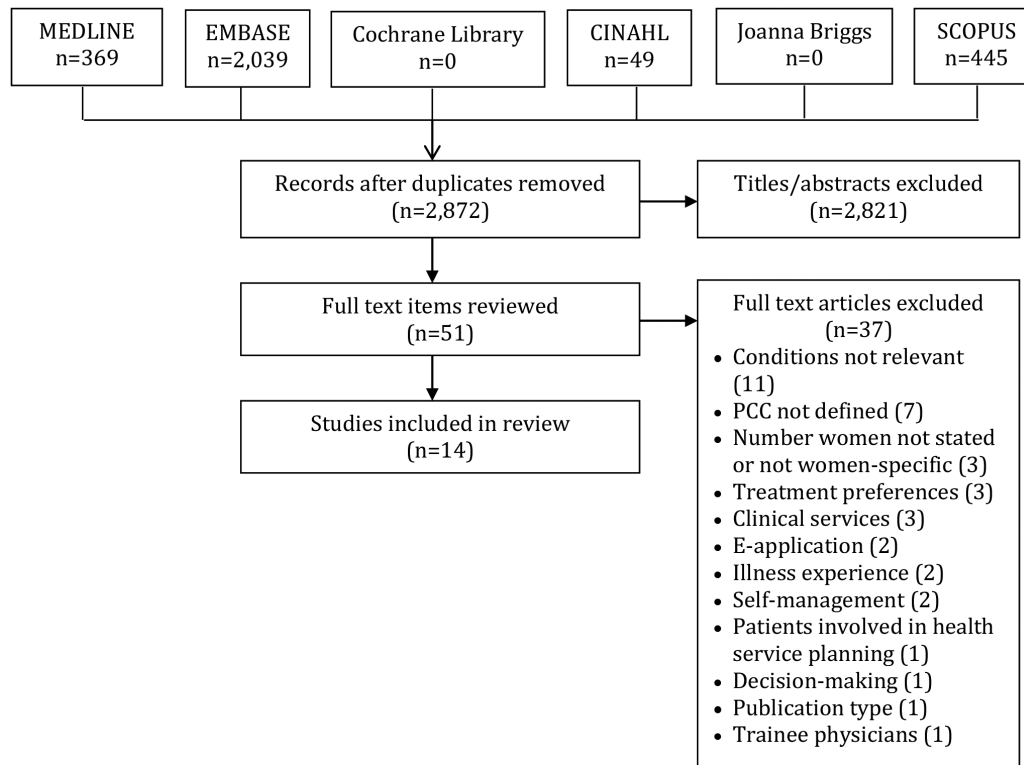 MEDLINE
n=369
EMBASE
n=2,039
Cochrane Library
n=0
CINAHL
n=49
Joanna Briggs
n=0
SCOPUS
n=445
Records after duplicates removed
(n=2,872)
Titles/abstracts excluded
(n=2,821)
Full text items reviewed
(n=51)
Full text articles excluded
(n=37)
• Conditions not relevant
(11)
• PCC not defined (7)
• Number women not stated
or not women-specific (3)
• Treatment preferences (3)
• Clinical services (3)
• E-application (2)
• Illness experience (2)
• Self-management (2)
• Patients involved in health
service planning (1)
• Decision-making (1)
• Publication type (1)
• Trainee physicians (1)
Studies included in review
(n=14)